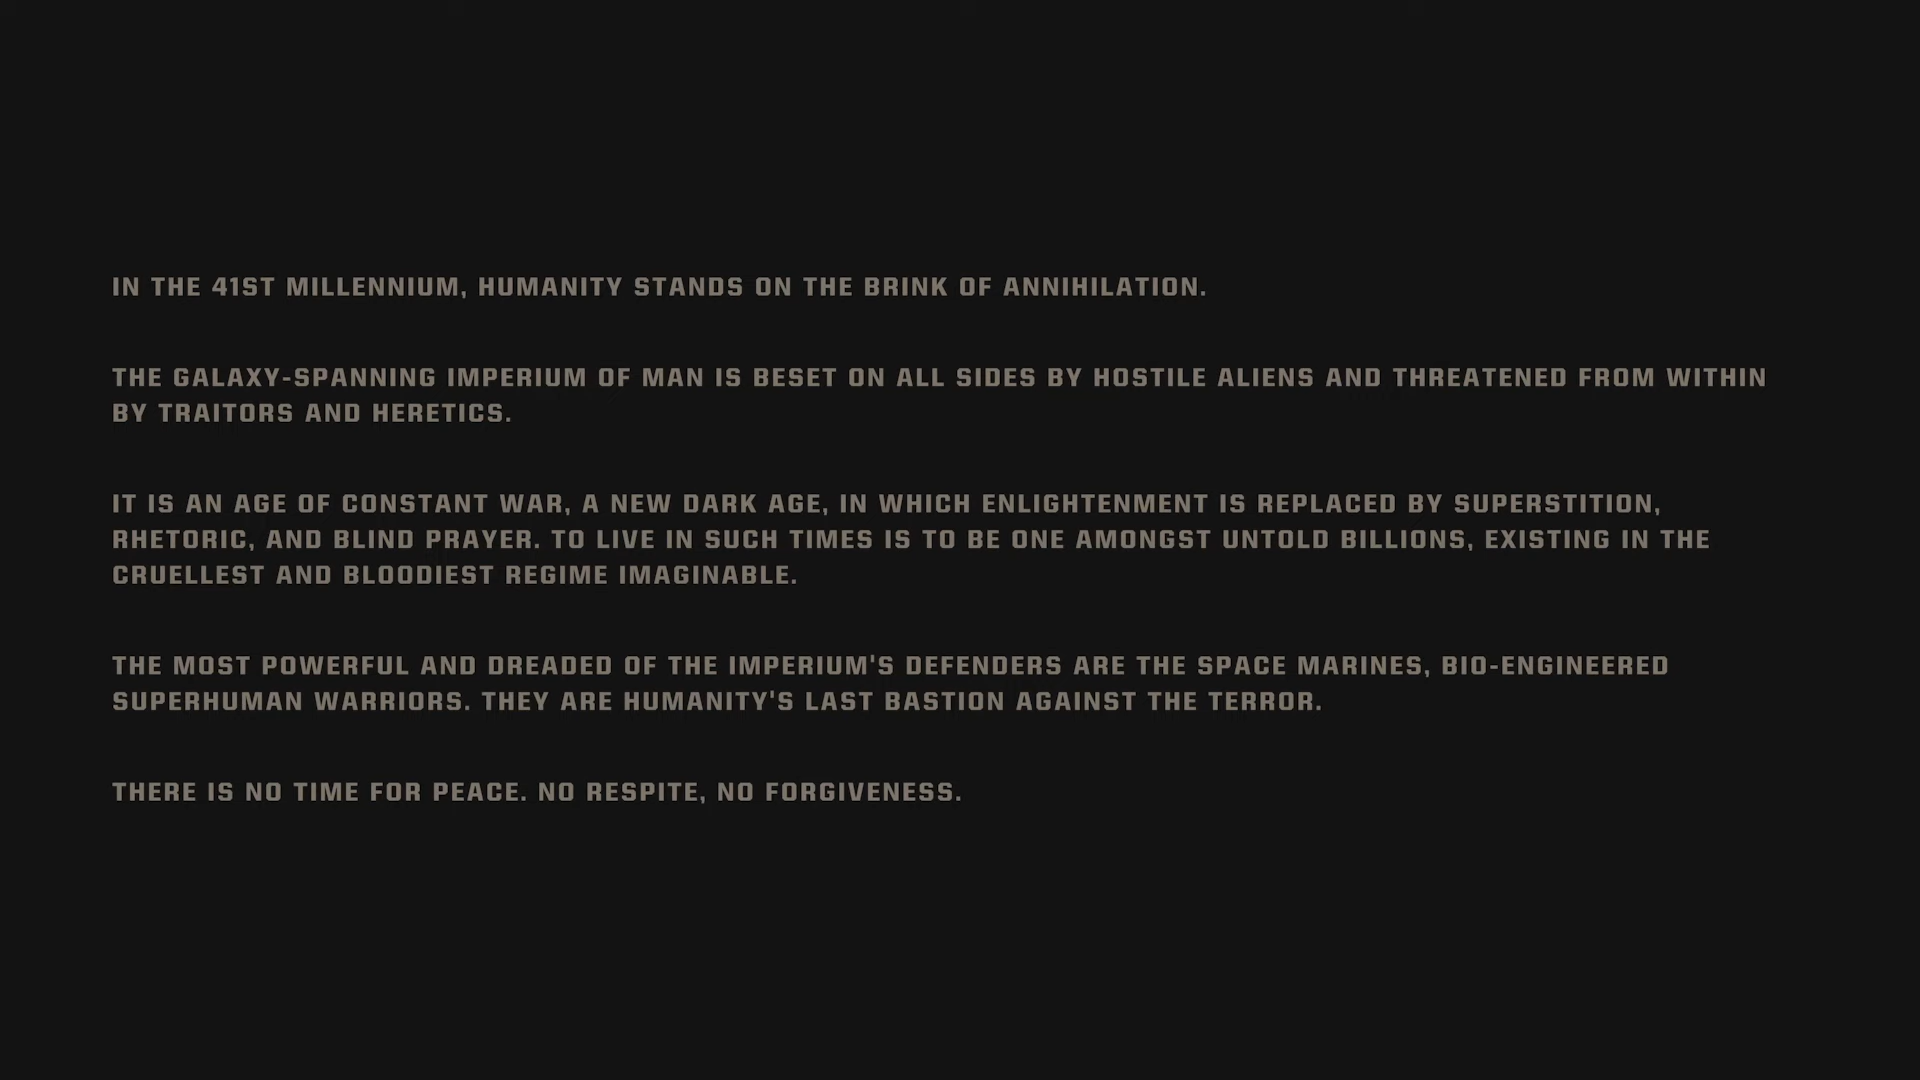 IN THE 41ST MILLENNIUM, HUMANITY STANDS ON THE BRINK OF ANNIHILATION.
THE GALAXY-SPANNING IMPERIUM OF MAN IS BESET ON ALL SIDES BY HOSTILE ALIENS AND THREATENED FROM WITHIN
BY TRAITORS AND HERETICS.
IT IS AN AGE OF CONSTANT WAR, A NEW DARK AGE, IN WHICH ENLIGHTENMENT IS REPLACED BY SUPERSTITION,
RHETORIC, AND BLIND PRAYER. TO LIVE IN SUCH TIMES IS TO BE ONE AMONGST UNTOLD BILLIONS, EXISTING IN THE
CRUELLEST AND BLOODIEST REGIME IMAGINABLE.
THE MOST POWERFUL AND DREADED OF THE IMPERIUM'S DEFENDERS ARE THE SPACE MARINES, BIO-ENGINEERED
SUPERHUMAN WARRIORS. THEY ARE HUMANITY'S LAST BASTION AGAINST THE TERROR.
THERE IS NO TIME FOR PEACE. NO RESPITE, NO FORGIVENESS.